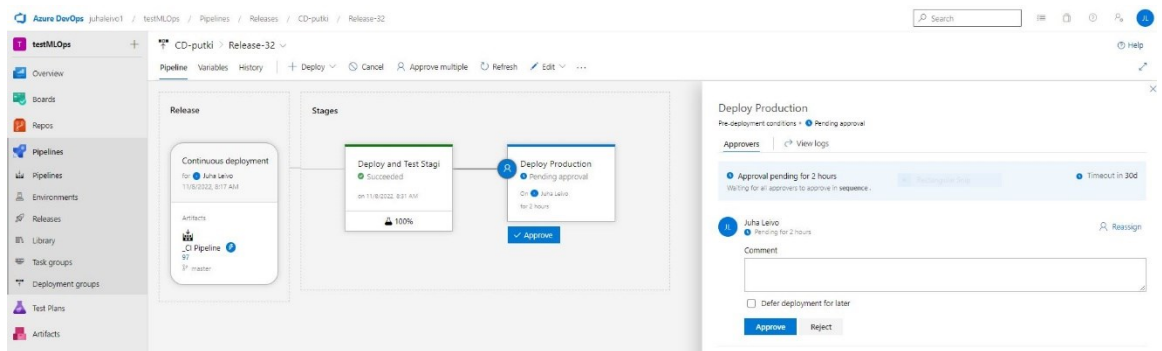 Azure DevOps juhaleivo1 / testMLOps / Pipelines / Releases / CD-putki / Release-32
Search
JL
T testMLOps
CD-putki > Release-32
Help
Pipeline Variables History + Deploy Cancel Approve multiple Refresh Edit ...
Overview
Boards
Repos
Pipelines
Pipelines
Environments
Releases
Library
Task groups
Deployment groups
Test Plans
Artifacts
Release
Continuous deployment
for Juha Leivo
11/8/2022, 8:17 AM
Artifacts
_CI Pipeline
97
master
Stages
Deploy and Test Stagi
Succeeded
on 11/8/2022 8:31 AM
100%
Deploy Production
Pending approval
On Juha Leivo
for 2 hours
Approve
Deploy Production
Pre-deployment conditions • Pending approval
Approvers View logs
Approval pending for 2 hours
Waiting for all approvers to approve in sequence.
Timeout in 30d
JL Juha Leivo
Pending for 2 hours
Reassign
Comment
Defer deployment for later
Approve Reject